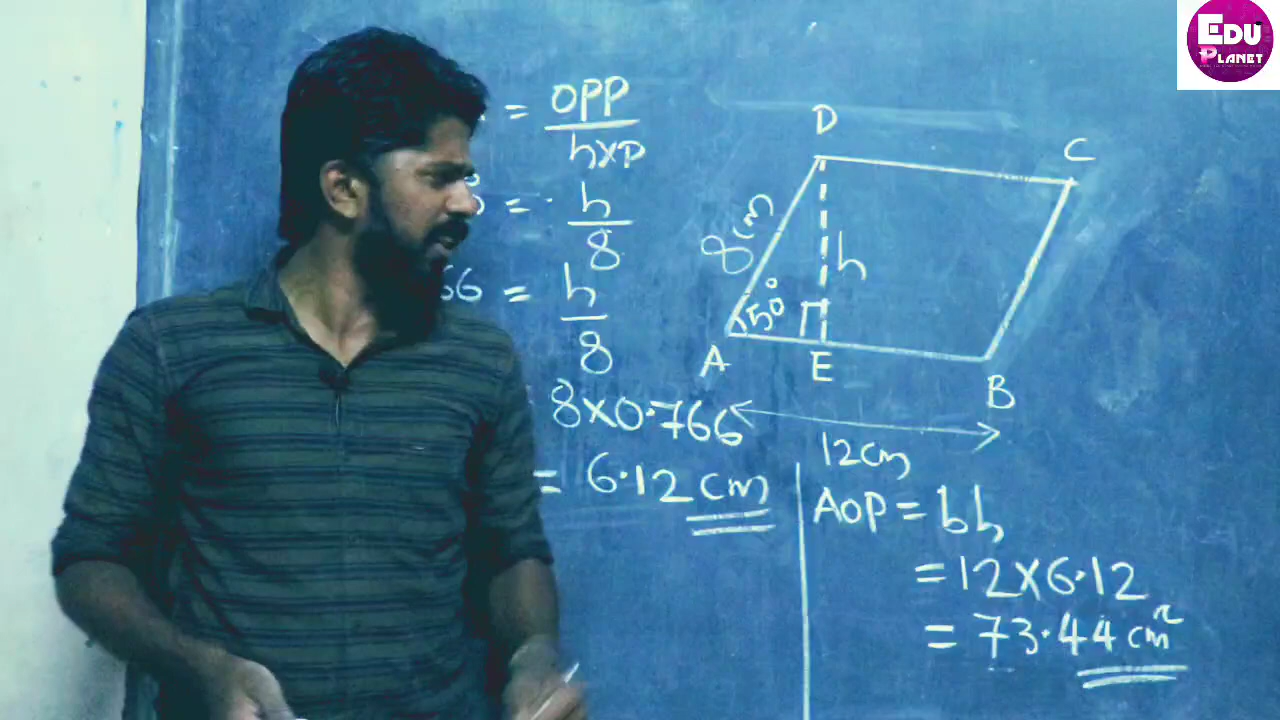 EDU
PLANET
= OPP
hyp
= h
8
66 = h
8
= 8×0.766
= 6.12 cm
D
C
8cm
h
50°
A
E
B
12cm
AOP = bh
= 12×6.12
= 73.44 cm²